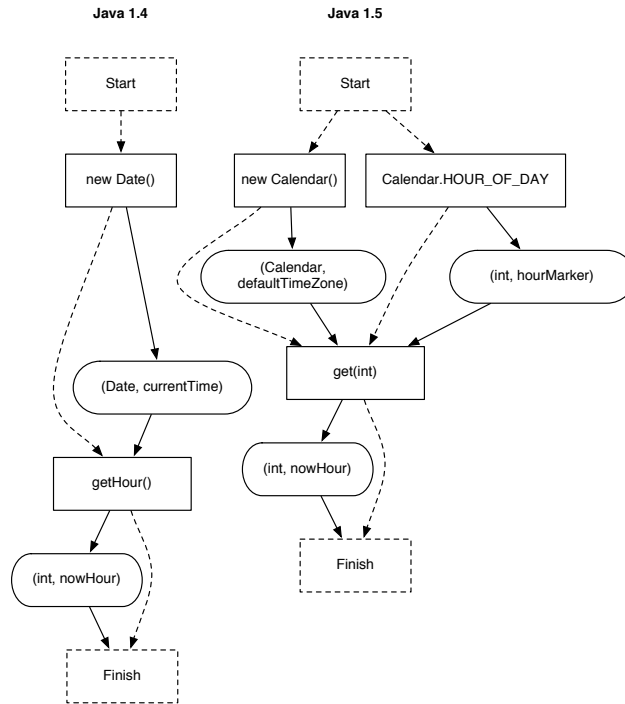 Java 1.4
Start
new Date()
(Date, currentTime)
getHour()
(int, nowHour)
Finish
Java 1.5
Start
new Calendar()
Calendar.HOUR_OF_DAY
(Calendar,
defaultTimeZone)
(int, hourMarker)
get(int)
(int, nowHour)
Finish